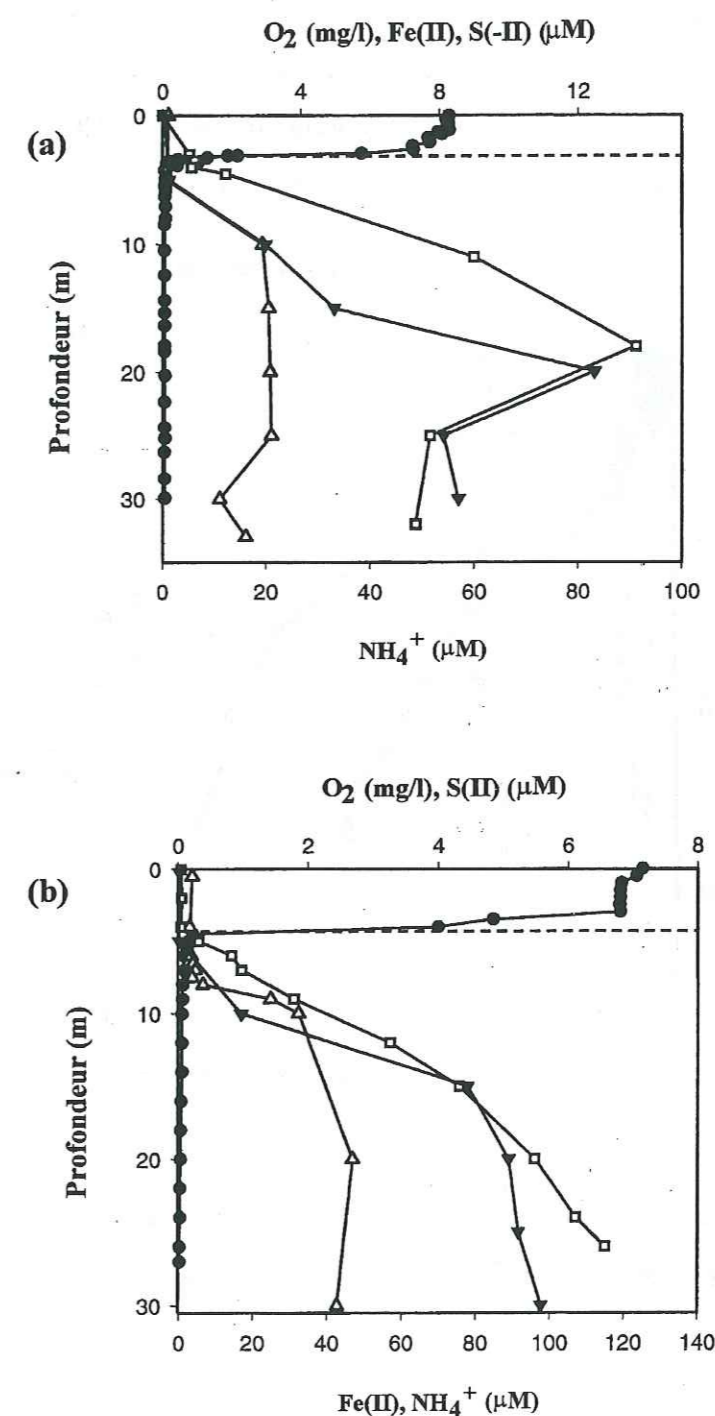 O2 (mg/l), Fe(II), S(-II) (μM)
0 4 8 12
(a)
0
10
20
30
Profondeur (m)
0 20 40 60 80 100
NH4+ (μM)
O2 (mg/l), S(II) (μM)
0 2 4 6 8
(b)
0
10
20
30
Profondeur (m)
0 20 40 60 80 100 120 140
Fe(II), NH4+ (μM)